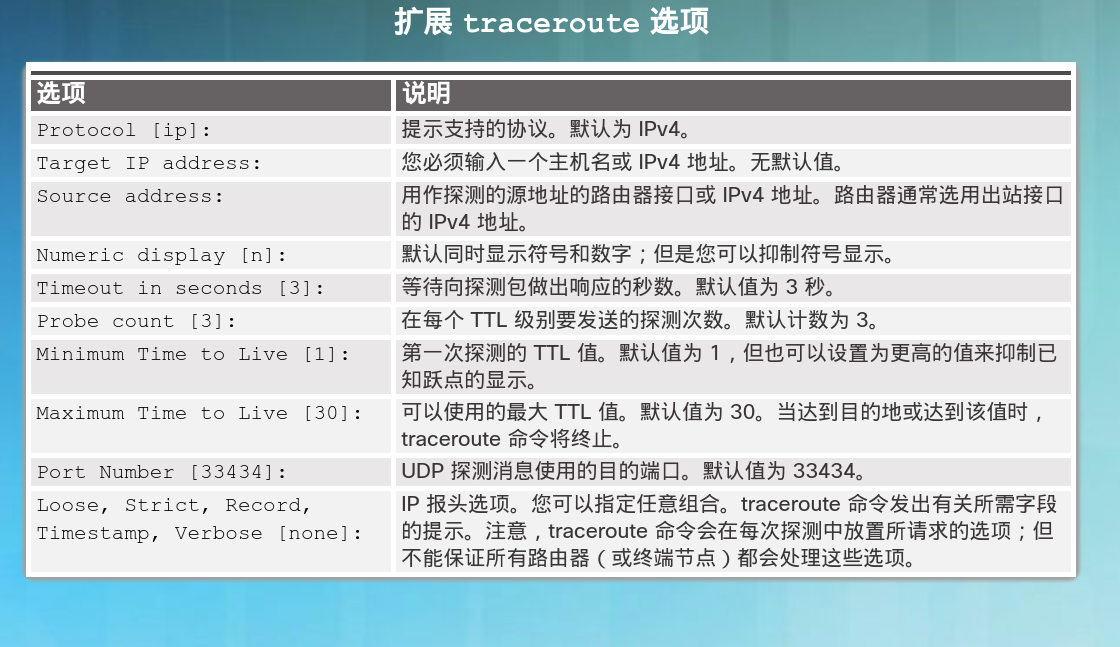 扩展 traceroute 选项
选项 说明
Protocol [ip]: 提示支持的协议。默认为 IPv4。
Target IP address: 您必须输入一个主机名或 IPv4 地址。无默认值。
Source address: 用作探测的源地址的路由器接口或 IPv4 地址。路由器通常选用出站接口
的 IPv4 地址。
Numeric display [n]: 默认同时显示符号和数字；但是您可以抑制符号显示。
Timeout in seconds [3]: 等待向探测包做出响应的秒数。默认值为 3 秒。
Probe count [3]: 在每个 TTL 级别要发送的探测次数。默认计数为 3。
Minimum Time to Live [1]: 第一次探测的 TTL 值。默认值为 1，但也可以设置为更高的值来抑制已
知跃点的显示。
Maximum Time to Live [30]: 可以使用的最大 TTL 值。默认值为 30。当达到目的地或达到该值时，
traceroute 命令将终止。
Port Number [33434]: UDP 探测消息使用的目的端口。默认值为 33434。
Loose, Strict, Record,
Timestamp, Verbose [none]:
IP 报头选项。您可以指定任意组合。traceroute 命令发出有关所需字段
的提示。注意，traceroute 命令会在每次探测中放置所请求的选项；但
不能保证所有路由器（或终端节点）都会处理这些选项。